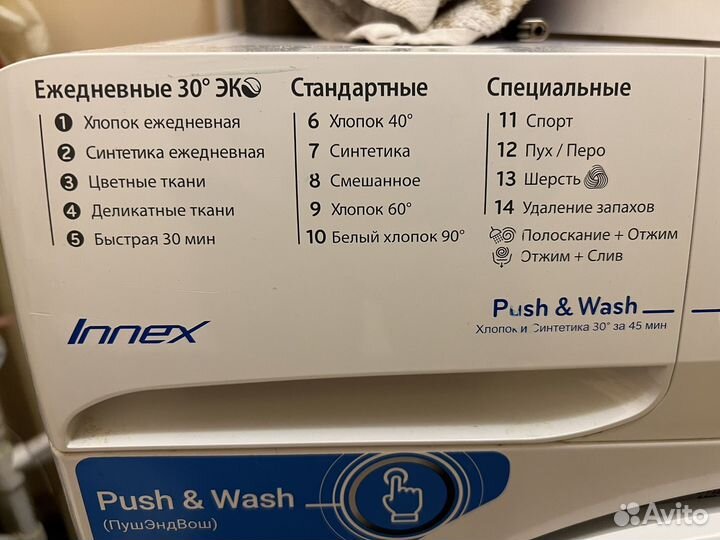 Ежедневные 30° ЭКО
1 Хлопок ежедневная
2 Синтетика ежедневная
3 Цветные ткани
4 Деликатные ткани
5 Быстрая 30 мин
Стандартные
6 Хлопок 40°
7 Синтетика
8 Смешанное
9 Хлопок 60°
10 Белый хлопок 90°
Специальные
11 Спорт
12 Пух / Перо
13 Шерсть
14 Удаление запахов
Полоскание + Отжим
Отжим + Слив
Innex
Push & Wash
Хлопок и Синтетика 30° за 45 мин
Push & Wash
(ПушЭндВош)
Avito